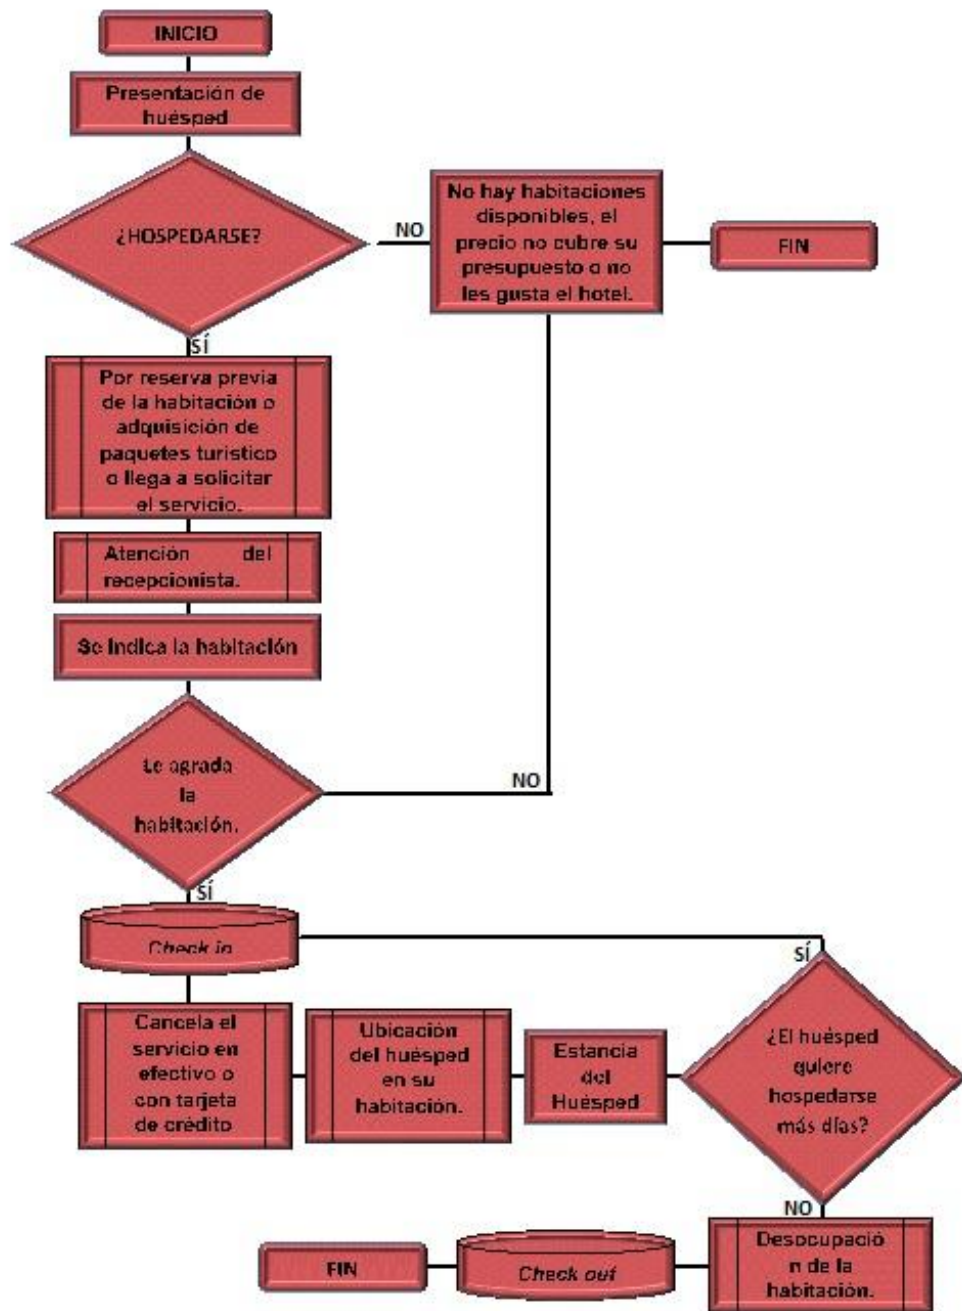 INICIO
Presentación de
huésped
¿HOSPEDARSE?
NO
No hay habitaciones
disponibles, el
precio no cubre su
presupuesto o no
les gusta el hotel.
FIN
SÍ
Por reserva previa
de la habitación o
adquisición de
paquetes turístico
o llega a solicitar
el servicio.
Atención del
recepcionista.
Se indica la habitación
Le agrada
la
habitación.
NO
SÍ
Check in
SÍ
Cancela el
servicio en
efectivo o
con tarjeta
de crédito
Ubicación
del huésped
en su
habitación.
Estancia
del
Huésped
¿El huésped
quiere
hospedarse
más días?
NO
Desocupació
n de la
habitación.
Check out
FIN